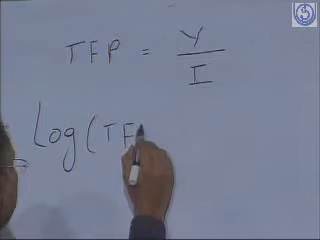 TFP = Y / I
Log (TF